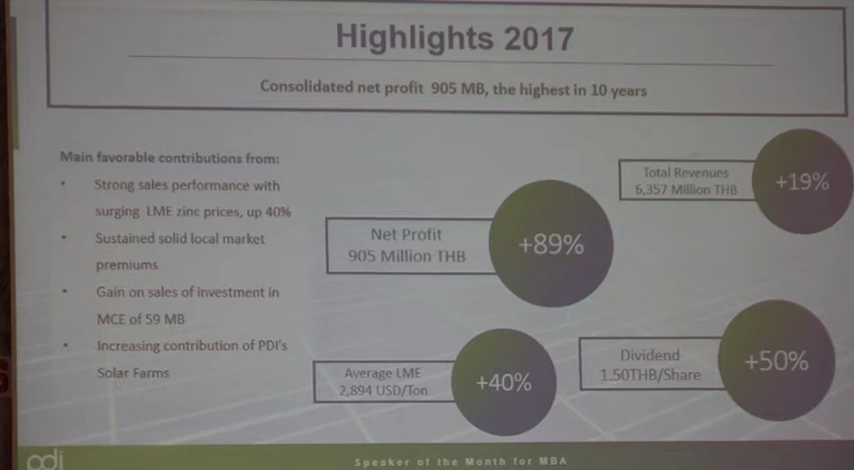 Highlights 2017
Consolidated net profit 905 MB, the highest in 10 years
Main favorable contributions from:
• Strong sales performance with
surging LME zinc prices, up 40%
• Sustained solid local market
premiums
• Gain on sales of investment in
MCE of 59 MB
• Increasing contribution of PDI's
Solar Farms
Total Revenues
6,357 Million THB
+19%
Net Profit
905 Million THB
+89%
Average LME
2,894 USD/Ton
+40%
Dividend
1.50THB/Share
+50%
pdi
Speaker of the Month for MBA